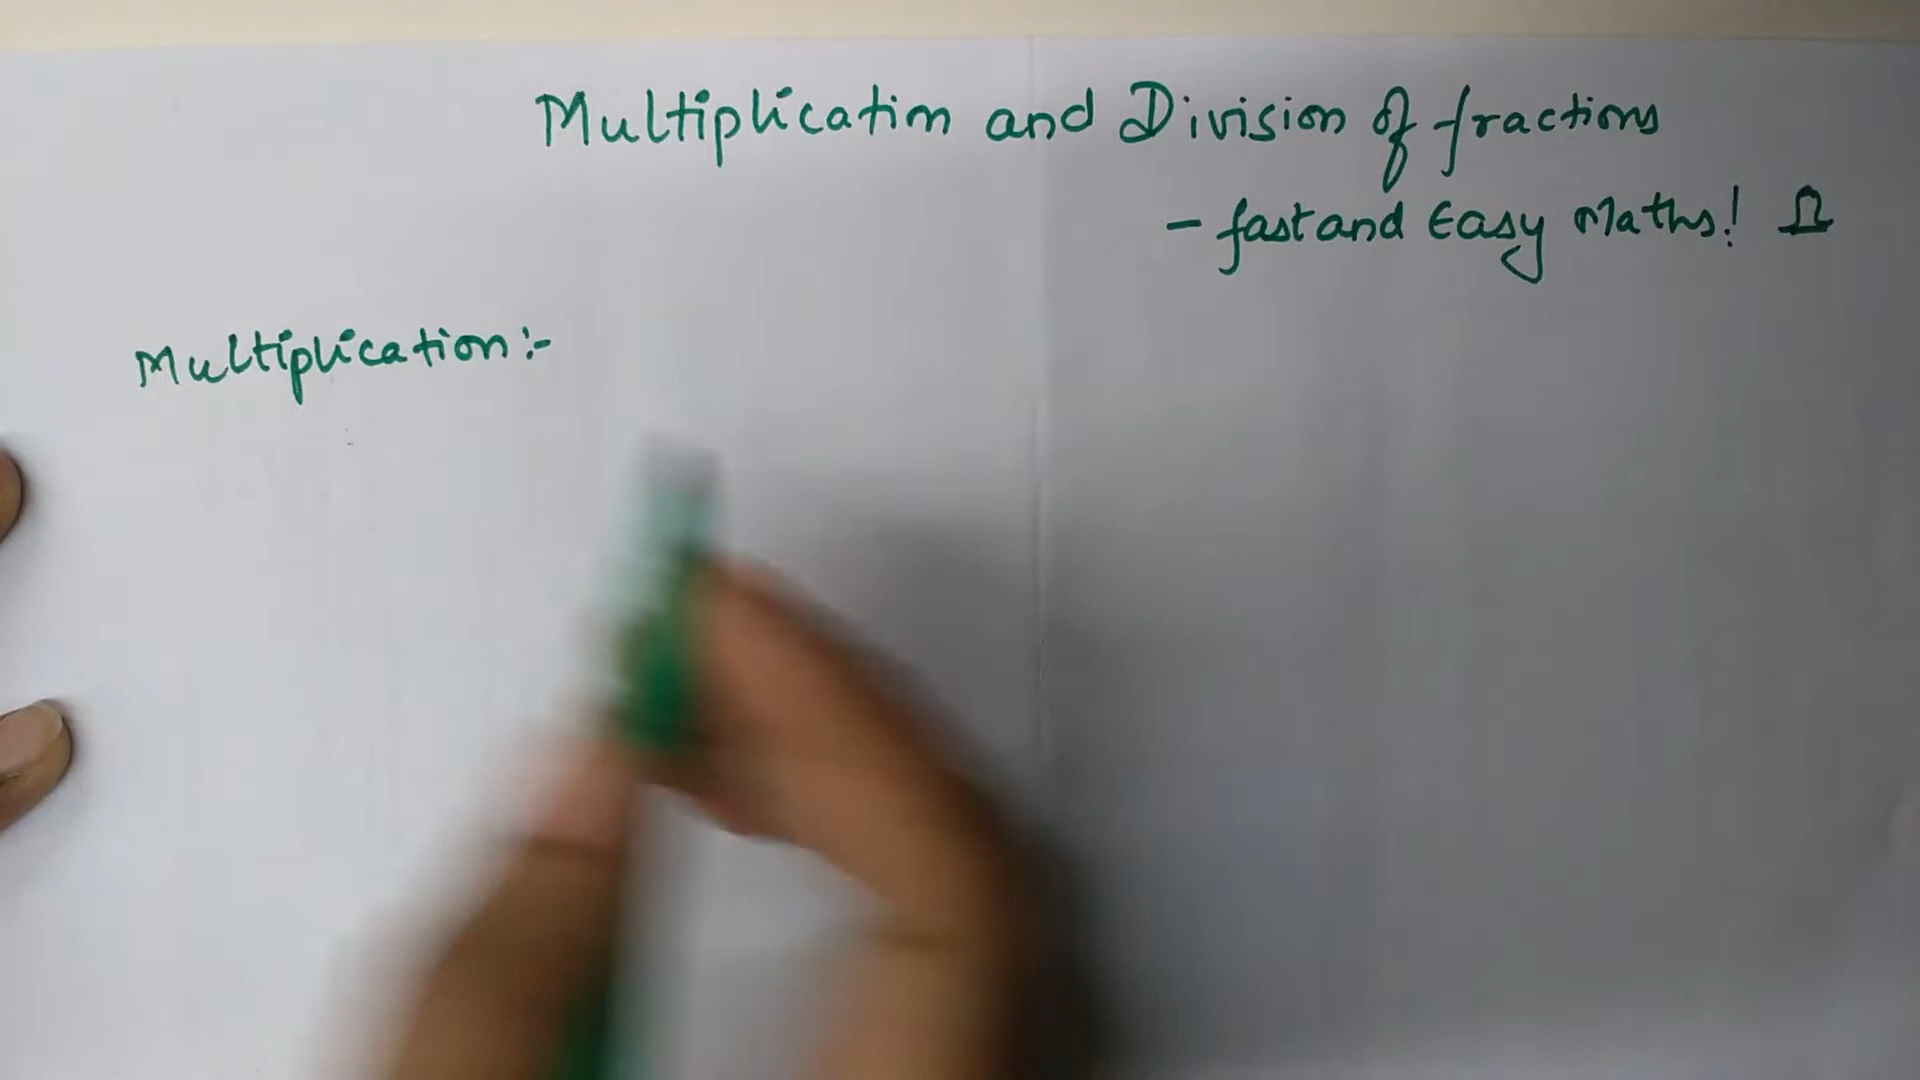 Multiplication and Division of fractions
- fast and Easy Maths! Ω
Multiplication:-